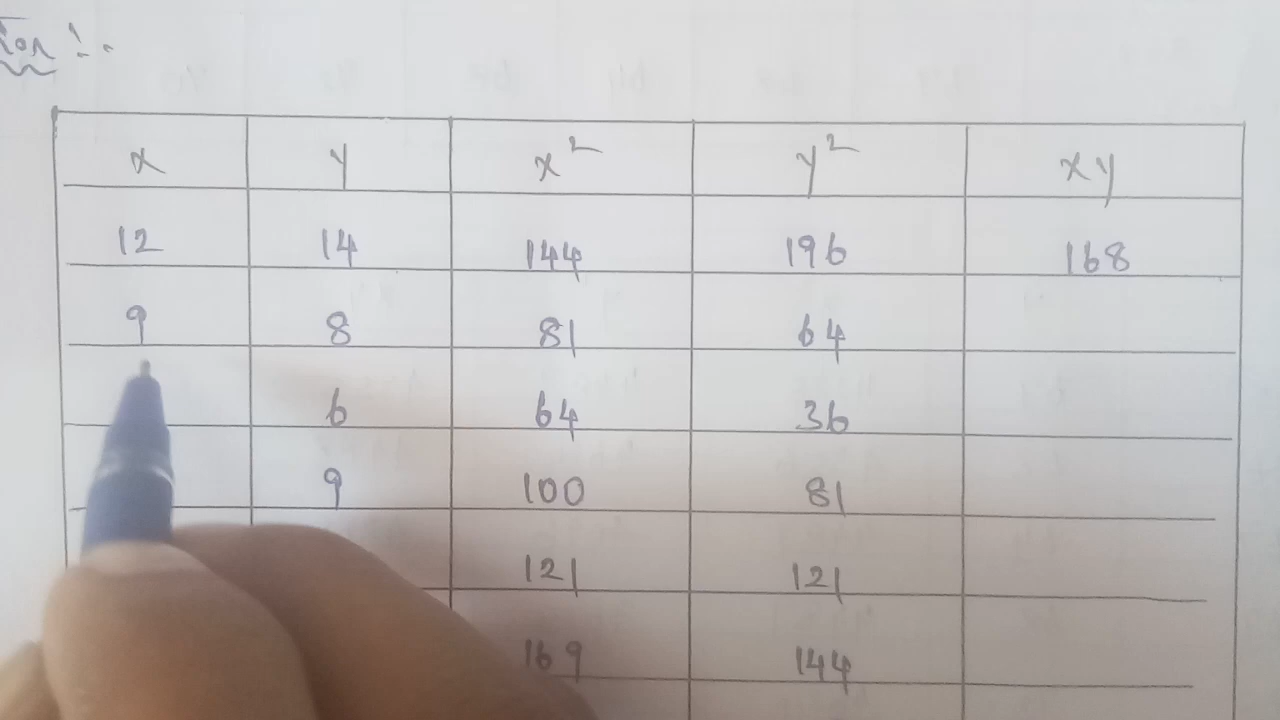 x y x² y² xy
12 14 144 196 168
9 8 81 64
6 64 36
9 100 81
121 121
169 144